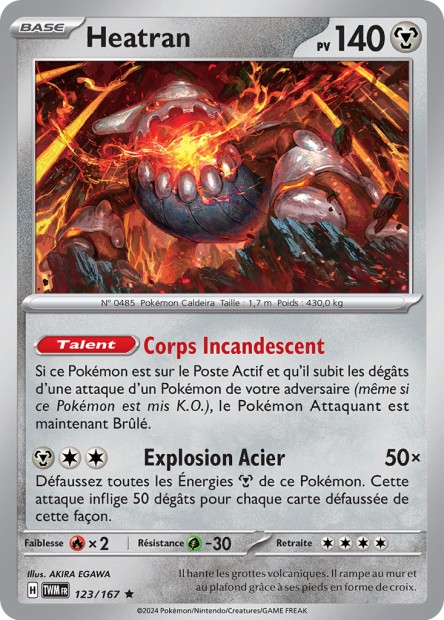 BASE
Heatran
PV 140
N° 0485 Pokémon Caldeira Taille : 1,7 m Poids : 430,0 kg
Talent Corps Incandescent
Si ce Pokémon est sur le Poste Actif et qu'il subit les dégâts
d'une attaque d'un Pokémon de votre adversaire (même si
ce Pokémon est mis K.O.), le Pokémon Attaquant est
maintenant Brûlé.
Explosion Acier 50×
Défaussez toutes les Énergies de ce Pokémon. Cette
attaque inflige 50 dégâts pour chaque carte défaussée de
cette façon.
Faiblesse × 2 Résistance -30 Retraite
Illus. AKIRA EGAWA
H TWM FR 123/167 ★
Il hante les grottes volcaniques. Il rampe au mur et
au plafond grâce à ses pieds en forme de croix.
©2024 Pokémon/Nintendo/Creatures/GAME FREAK